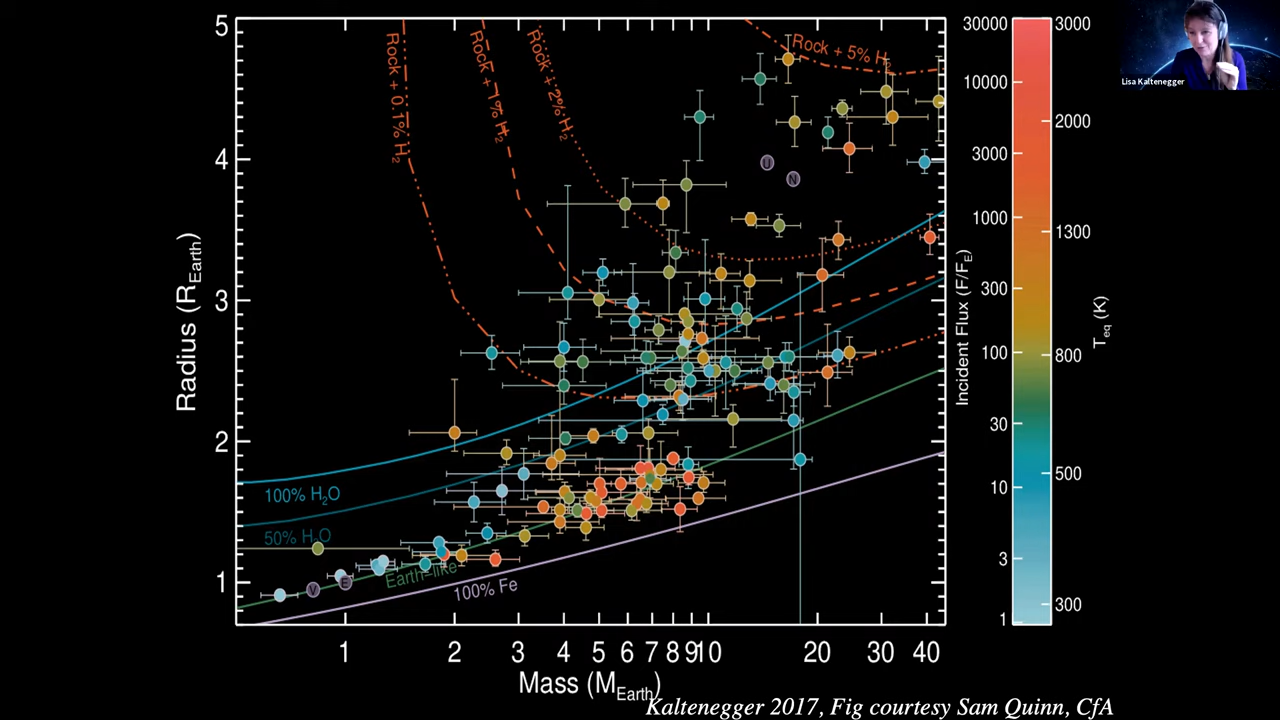 5
4
3
2
1
Radius (R_Earth)
Rock + 0.1% H₂
Rock + 1% H₂
Rock + 2% H₂
Rock + 5% H₂
U
N
100% H₂O
50% H₂O
Earth-like
100% Fe
V
E
1 2 3 4 5 6 7 8 9 10 20 30 40
Mass (M_Earth)
Incident Flux (F/F_E)
30000
10000
3000
1000
300
100
30
10
3
1
3000
2000
1300
800
500
300
T_eq (K)
Lisa Kaltenegger
Kaltenegger 2017, Fig courtesy Sam Quinn, CfA